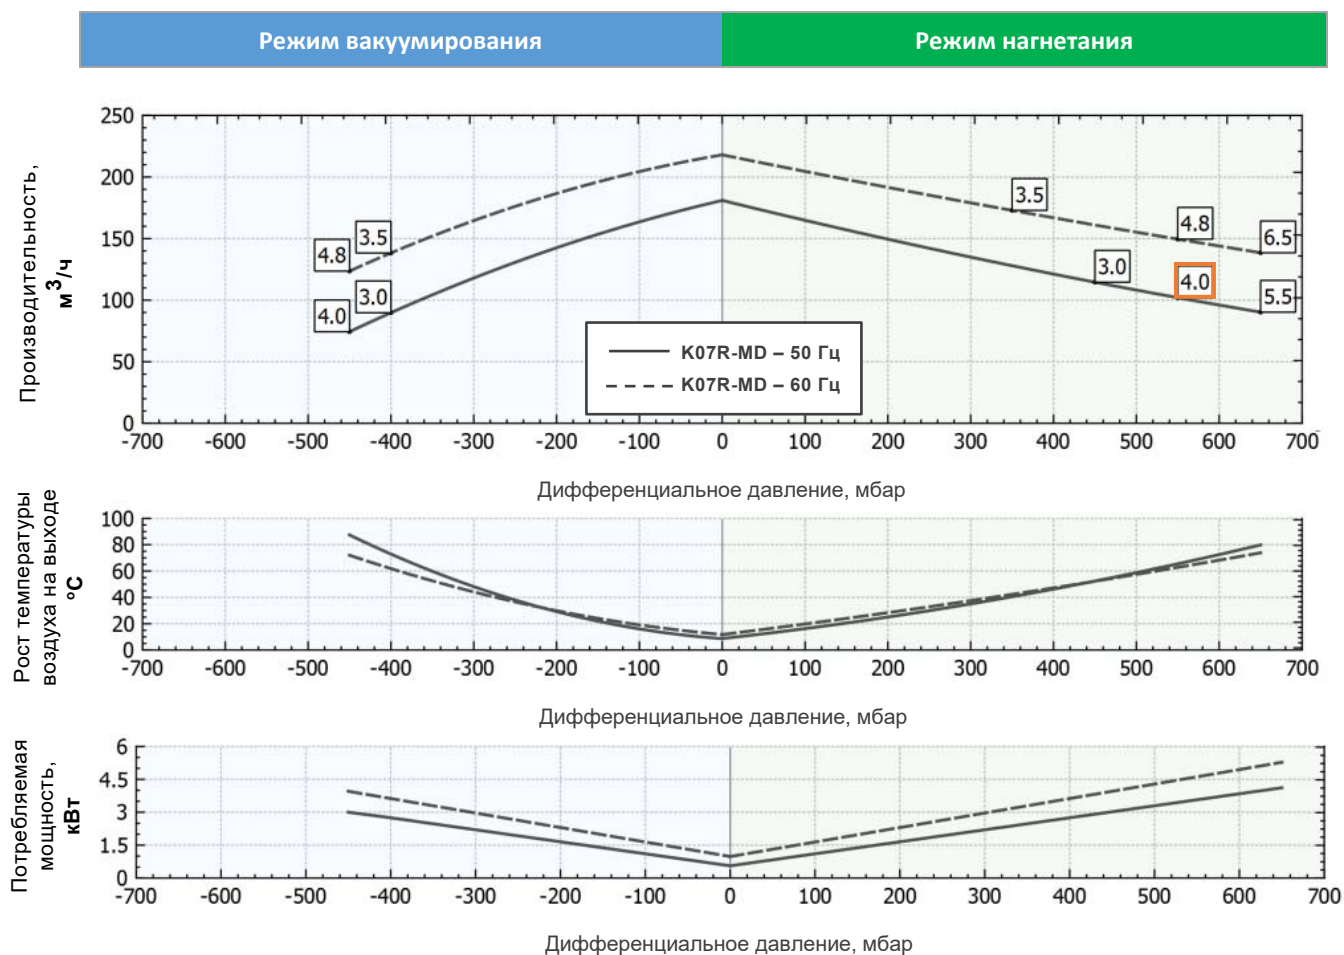 Режим вакуумирования Режим нагнетания
Производительность,
м³/ч
250
200
150
100
50
0
4.8 3.5 3.5 4.8 6.5
4.0 3.0 3.0 4.0 5.5
K07R-MD – 50 Гц
K07R-MD – 60 Гц
-700 -600 -500 -400 -300 -200 -100 0 100 200 300 400 500 600 700
Дифференциальное давление, мбар
Рост температуры
воздуха на выходе
°C
100
80
60
40
20
0
-700 -600 -500 -400 -300 -200 -100 0 100 200 300 400 500 600 700
Дифференциальное давление, мбар
Потребляемая
мощность,
кВт
6
4.5
3
1.5
0
-700 -600 -500 -400 -300 -200 -100 0 100 200 300 400 500 600 700
Дифференциальное давление, мбар